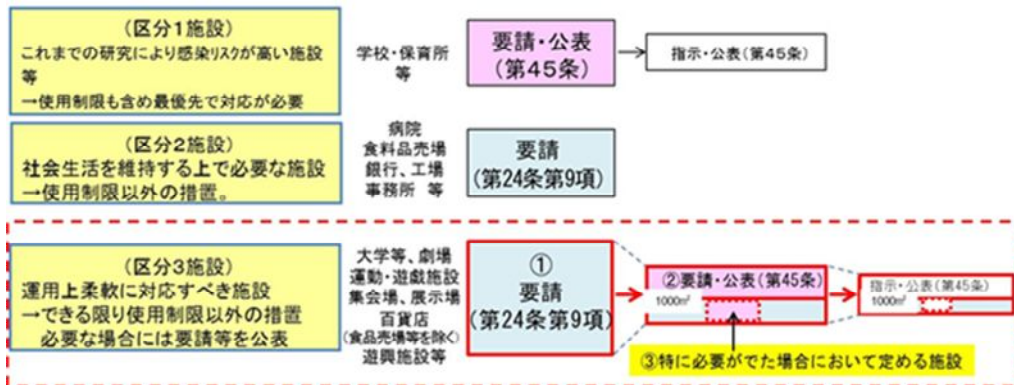 (区分1施設)
これまでの研究により感染リスクが高い施設
等
→使用制限も含め最優先で対応が必要
学校・保育所
等
要請・公表
(第45条)
指示・公表(第45条)
(区分2施設)
社会生活を維持する上で必要な施設
→使用制限以外の措置。
病院
食料品売場
銀行、工場
事務所 等
要請
(第24条第9項)
(区分3施設)
運用上柔軟に対応すべき施設
→できる限り使用制限以外の措置
必要な場合には要請等を公表
大学等、劇場
運動・遊戯施設
集会場、展示場
百貨店
(食品売場等を除く)
遊興施設等
①
要請
(第24条第9項)
②要請・公表(第45条)
1000㎡
指示・公表(第45条)
1000㎡
③特に必要がでた場合において定める施設